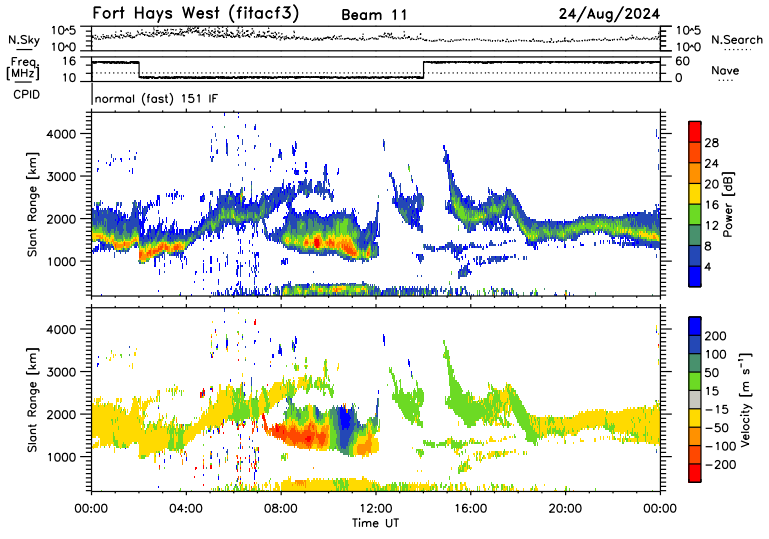 Fort Hays West (fitacf3) Beam 11 24/Aug/2024
N.Sky 10^5 10^0 10^5 10^0 N.Search
Freq. [MHz] 16 10 60 0 Nave
CPID normal (fast) 151 IF
Slant Range [km]
4000
3000
2000
1000
Power [dB]
28
24
20
16
12
8
4
Slant Range [km]
4000
3000
2000
1000
Velocity [m s⁻¹]
200
100
50
15
−15
−50
−100
−200
00:00 04:00 08:00 12:00 16:00 20:00 00:00
Time UT